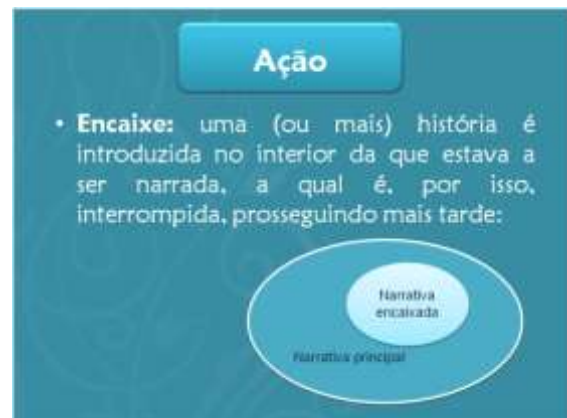 Ação
• Encaixe: uma (ou mais) história é
introduzida no interior da que estava a
ser narrada, a qual é, por isso,
interrompida, prosseguindo mais tarde:
Narrativa
encaixada
Narrativa principal